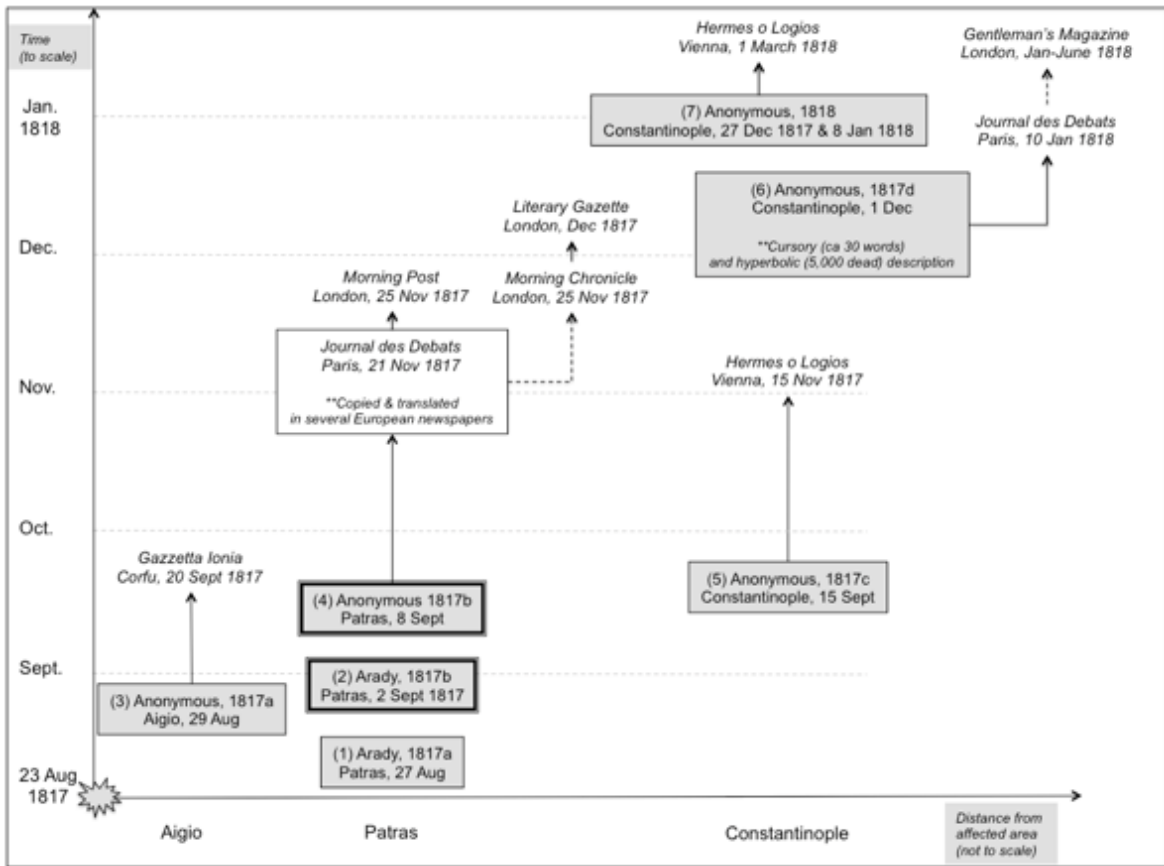 Time
(to scale)
Hermes o Logios
Vienna, 1 March 1818
Gentleman's Magazine
London, Jan-June 1818
Jan.
1818
(7) Anonymous, 1818
Constantinople, 27 Dec 1817 & 8 Jan 1818
Journal des Debats
Paris, 10 Jan 1818
(6) Anonymous, 1817d
Constantinople, 1 Dec
**Cursory (ca 30 words)
and hyperbolic (5,000 dead) description
Literary Gazette
London, Dec 1817
Dec.
Morning Post
London, 25 Nov 1817
Morning Chronicle
London, 25 Nov 1817
Journal des Debats
Paris, 21 Nov 1817
**Copied & translated
in several European newspapers
Hermes o Logios
Vienna, 15 Nov 1817
Nov.
Oct.
Gazzetta Ionia
Corfu, 20 Sept 1817
(4) Anonymous 1817b
Patras, 8 Sept
(5) Anonymous, 1817c
Constantinople, 15 Sept
Sept.
(2) Arady, 1817b
Patras, 2 Sept 1817
(3) Anonymous, 1817a
Aigio, 29 Aug
(1) Arady, 1817a
Patras, 27 Aug
23 Aug
1817
Aigio
Patras
Constantinople
Distance from
affected area
(not to scale)